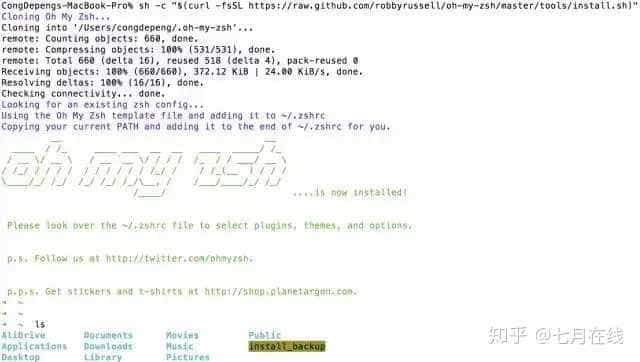 CongDepengs-MacBook-Pro% sh -c "$(curl -fsSL https://raw.github.com/robbyrussell/oh-my-zsh/master/tools/install.sh)"
Cloning Oh My Zsh...
Cloning into '/Users/congdepeng/.oh-my-zsh'...
remote: Counting objects: 660, done.
remote: Compressing objects: 100% (531/531), done.
remote: Total 660 (delta 16), reused 518 (delta 4), pack-reused 0
Receiving objects: 100% (660/660), 372.12 KiB | 24.00 KiB/s, done.
Resolving deltas: 100% (16/16), done.
Checking connectivity... done.
Looking for an existing zsh config...
Using the Oh My Zsh template file and adding it to ~/.zshrc
Copying your current PATH and adding it to the end of ~/.zshrc for you.
oh my zsh
....is now installed!
Please look over the ~/.zshrc file to select plugins, themes, and options.
p.s. Follow us at http://twitter.com/ohmyzsh.
p.p.s. Get stickers and t-shirts at http://shop.planetargon.com.
➜ ~
➜ ~
➜ ~ ls
AliDrive Documents Movies Public
Applications Downloads Music install_backup
Desktop Library Pictures
知乎 @七月在线